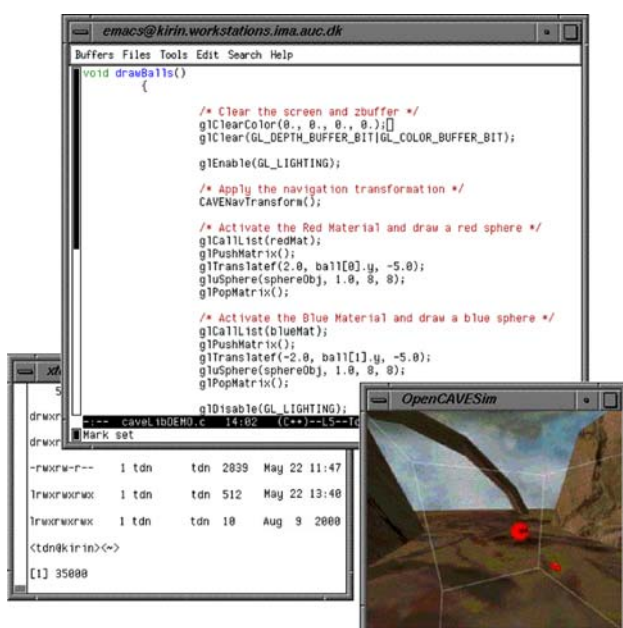 emacs@kirin.workstations.ima.auc.dk
Buffers Files Tools Edit Search Help
void drawBalls()
{
/* Clear the screen and zbuffer */
glClearColor(0., 0., 0., 0.);
glClear(GL_DEPTH_BUFFER_BIT|GL_COLOR_BUFFER_BIT);
glEnable(GL_LIGHTING);
/* Apply the navigation transformation */
CAVENavTransform();
/* Activate the Red Material and draw a red sphere */
glCallList(redMat);
glPushMatrix();
glTranslatef(2.0, ball[0].y, -5.0);
gluSphere(sphereObj, 1.0, 8, 8);
glPopMatrix();
/* Activate the Blue Material and draw a blue sphere */
glCallList(blueMat);
glPushMatrix();
glTranslatef(-2.0, ball[1].y, -5.0);
gluSphere(sphereObj, 1.0, 8, 8);
glPopMatrix();
glDisable(GL_LIGHTING);
-:-- caveLibDEMO.c 14:02 (C++)--L5--
Mark set
5
drwxr
drwxr
-rwxrw-r-- 1 tdn tdn 2839 May 22 11:47
lrwxrwxrwx 1 tdn tdn 512 May 22 13:40
lrwxrwxrwx 1 tdn tdn 10 Aug 9 2000
<tdn@kirin><~>
[1] 35000
OpenCAVESim